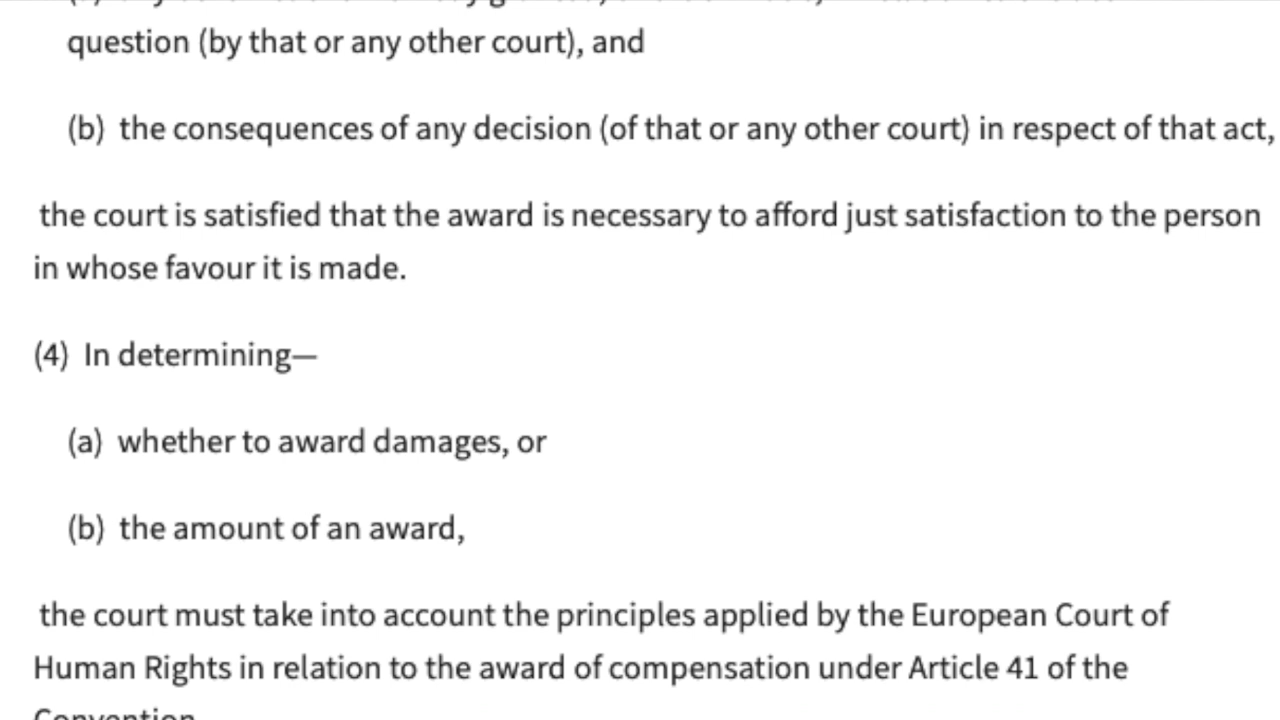 question (by that or any other court), and
(b) the consequences of any decision (of that or any other court) in respect of that act,
the court is satisfied that the award is necessary to afford just satisfaction to the person
in whose favour it is made.
(4) In determining—
(a) whether to award damages, or
(b) the amount of an award,
the court must take into account the principles applied by the European Court of
Human Rights in relation to the award of compensation under Article 41 of the
Convention